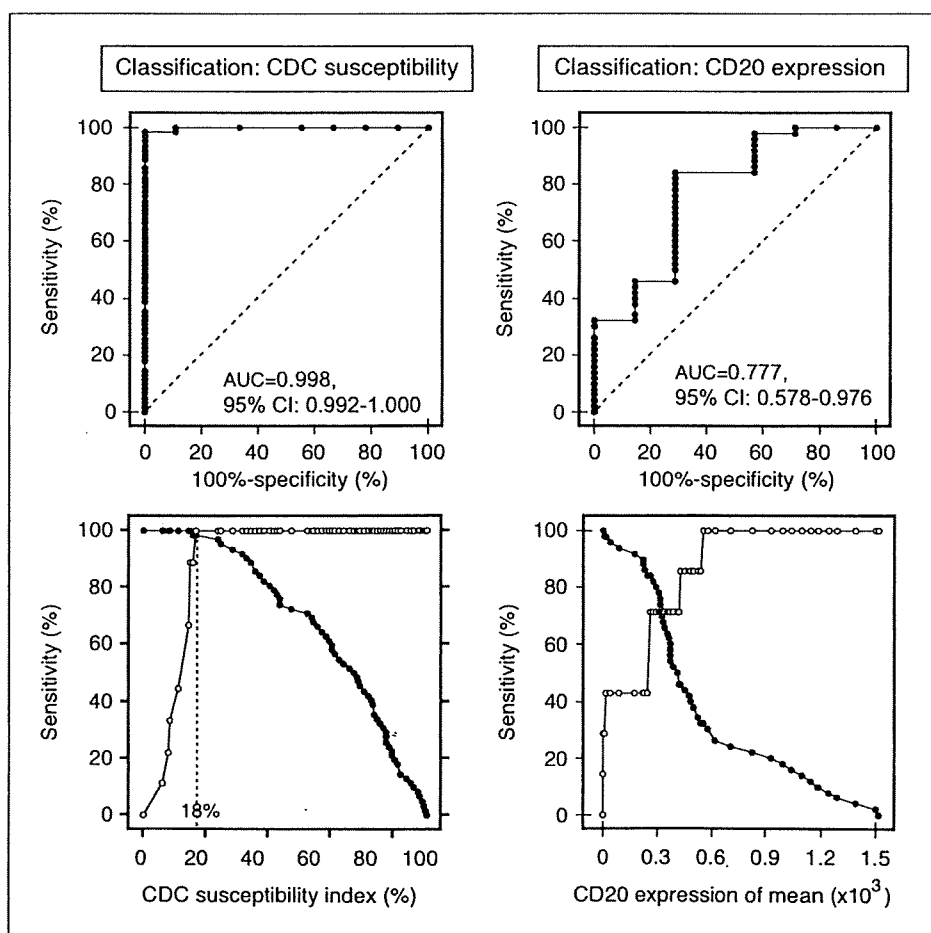 Classification: CDC susceptibility
Classification: CD20 expression
Sensitivity (%)
100
80
60
40
20
0
AUC=0.998,
95% CI: 0.992-1.000
0 20 40 60 80 100
100%-specificity (%)
Sensitivity (%)
100
80
60
40
20
0
AUC=0.777,
95% CI: 0.578-0.976
0 20 40 60 80 100
100%-specificity (%)
Sensitivity (%)
100
80
60
40
20
0
18%
0 20 40 60 80 100
CDC susceptibility index (%)
Sensitivity (%)
100
80
60
40
20
0
0 0.3 0.6 0.9 1.2 1.5
CD20 expression of mean (x10³)